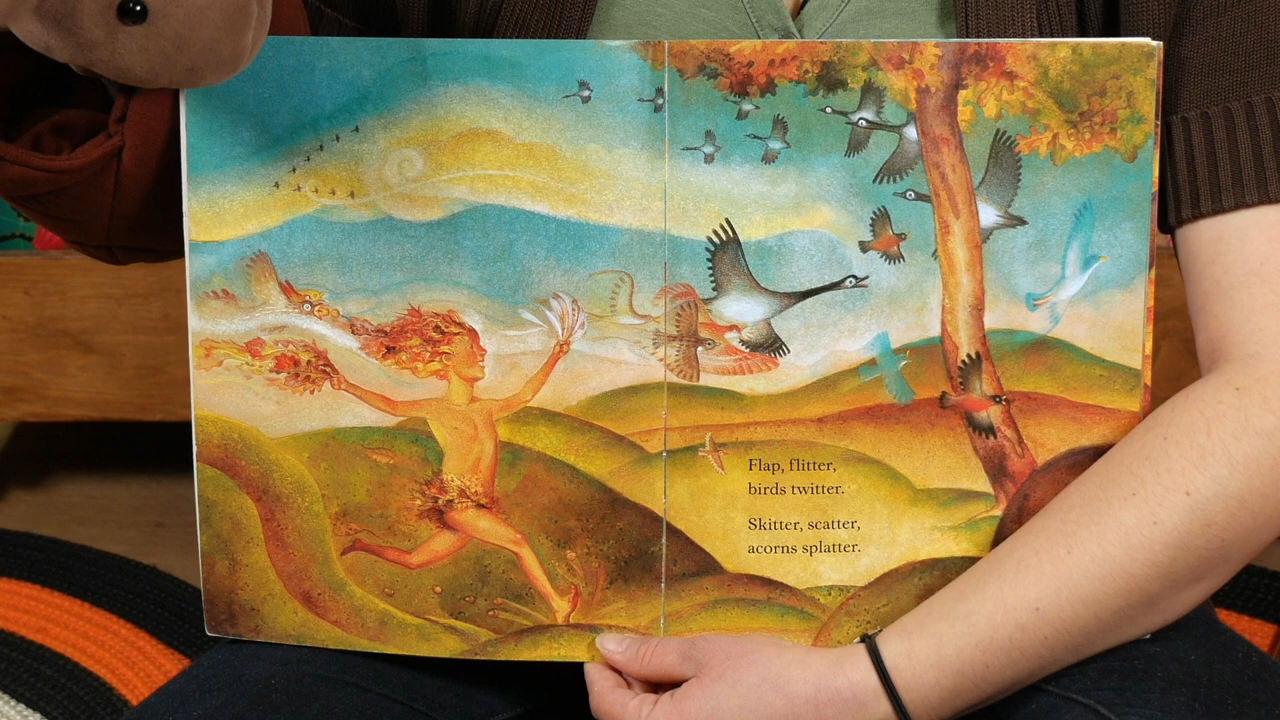 Flap, flitter,
birds twitter.
Skitter, scatter,
acorns splatter.